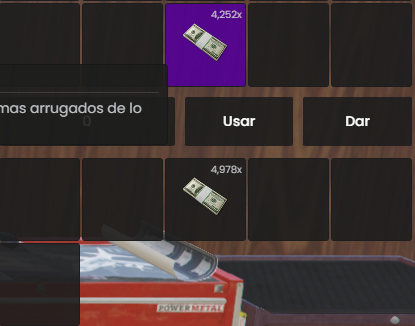 4,252x
mas arrugados de lo
0
Usar
Dar
4,978x
POWERMETAL